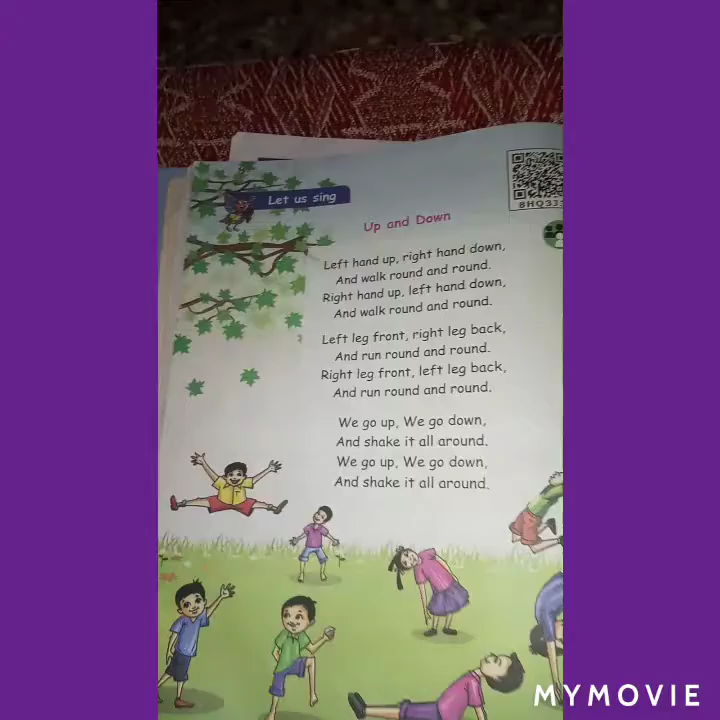 Let us sing
Up and Down
Left hand up, right hand down,
And walk round and round.
Right hand up, left hand down,
And walk round and round.
Left leg front, right leg back,
And run round and round.
Right leg front, left leg back,
And run round and round.
We go up, We go down,
And shake it all around.
We go up, We go down,
And shake it all around.
MYMOVIE